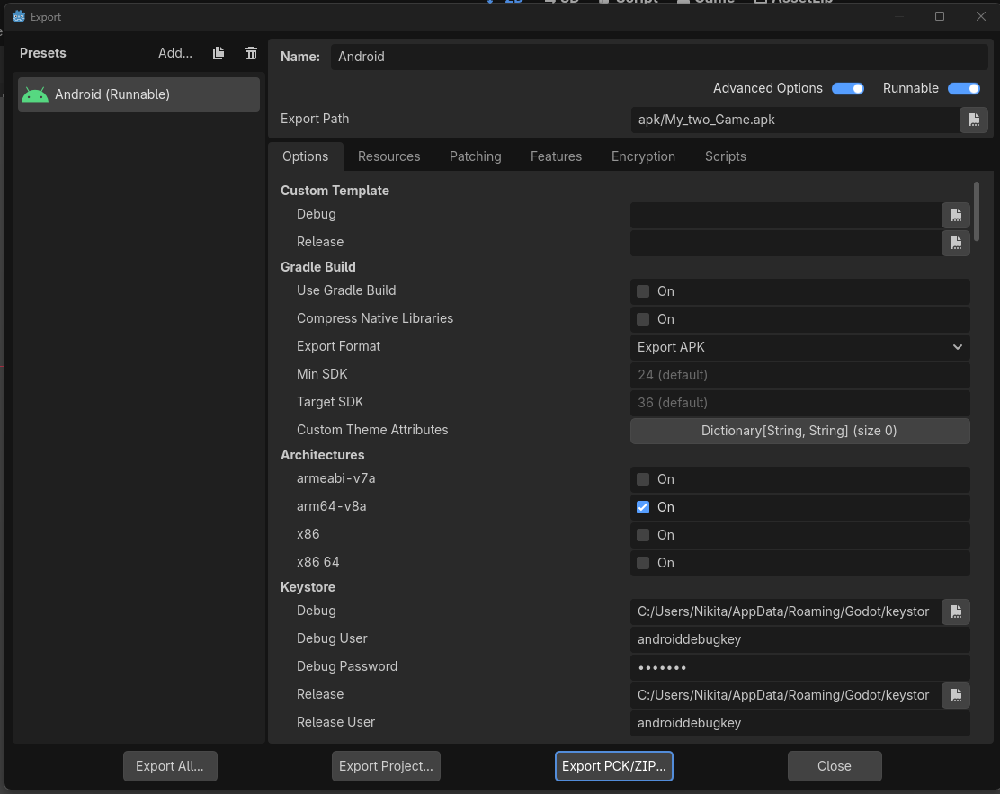 Export
Presets
Add...
Android (Runnable)
Name:
Android
Advanced Options
Runnable
Export Path
apk/My_two_Game.apk
Options
Resources
Patching
Features
Encryption
Scripts
Custom Template
Debug
Release
Gradle Build
Use Gradle Build
On
Compress Native Libraries
On
Export Format
Export APK
Min SDK
24 (default)
Target SDK
36 (default)
Custom Theme Attributes
Dictionary[String, String] (size 0)
Architectures
armeabi-v7a
On
arm64-v8a
On
x86
On
x86 64
On
Keystore
Debug
C:/Users/Nikita/AppData/Roaming/Godot/keystor
Debug User
androiddebugkey
Debug Password
•••••••
Release
C:/Users/Nikita/AppData/Roaming/Godot/keystor
Release User
androiddebugkey
Export All...
Export Project...
Export PCK/ZIP...
Close